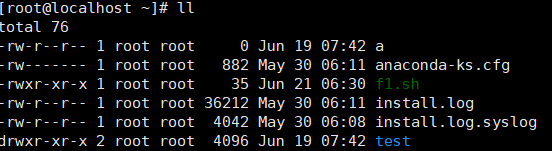 [root@localhost ~]# ll
total 76
-rw-r--r-- 1 root root     0 Jun 19 07:42 a
-rw------- 1 root root   882 May 30 06:11 anaconda-ks.cfg
-rwxr-xr-x 1 root root    35 Jun 21 06:30 f1.sh
-rw-r--r-- 1 root root 36212 May 30 06:11 install.log
-rw-r--r-- 1 root root  4042 May 30 06:08 install.log.syslog
drwxr-xr-x 2 root root  4096 Jun 19 07:42 test